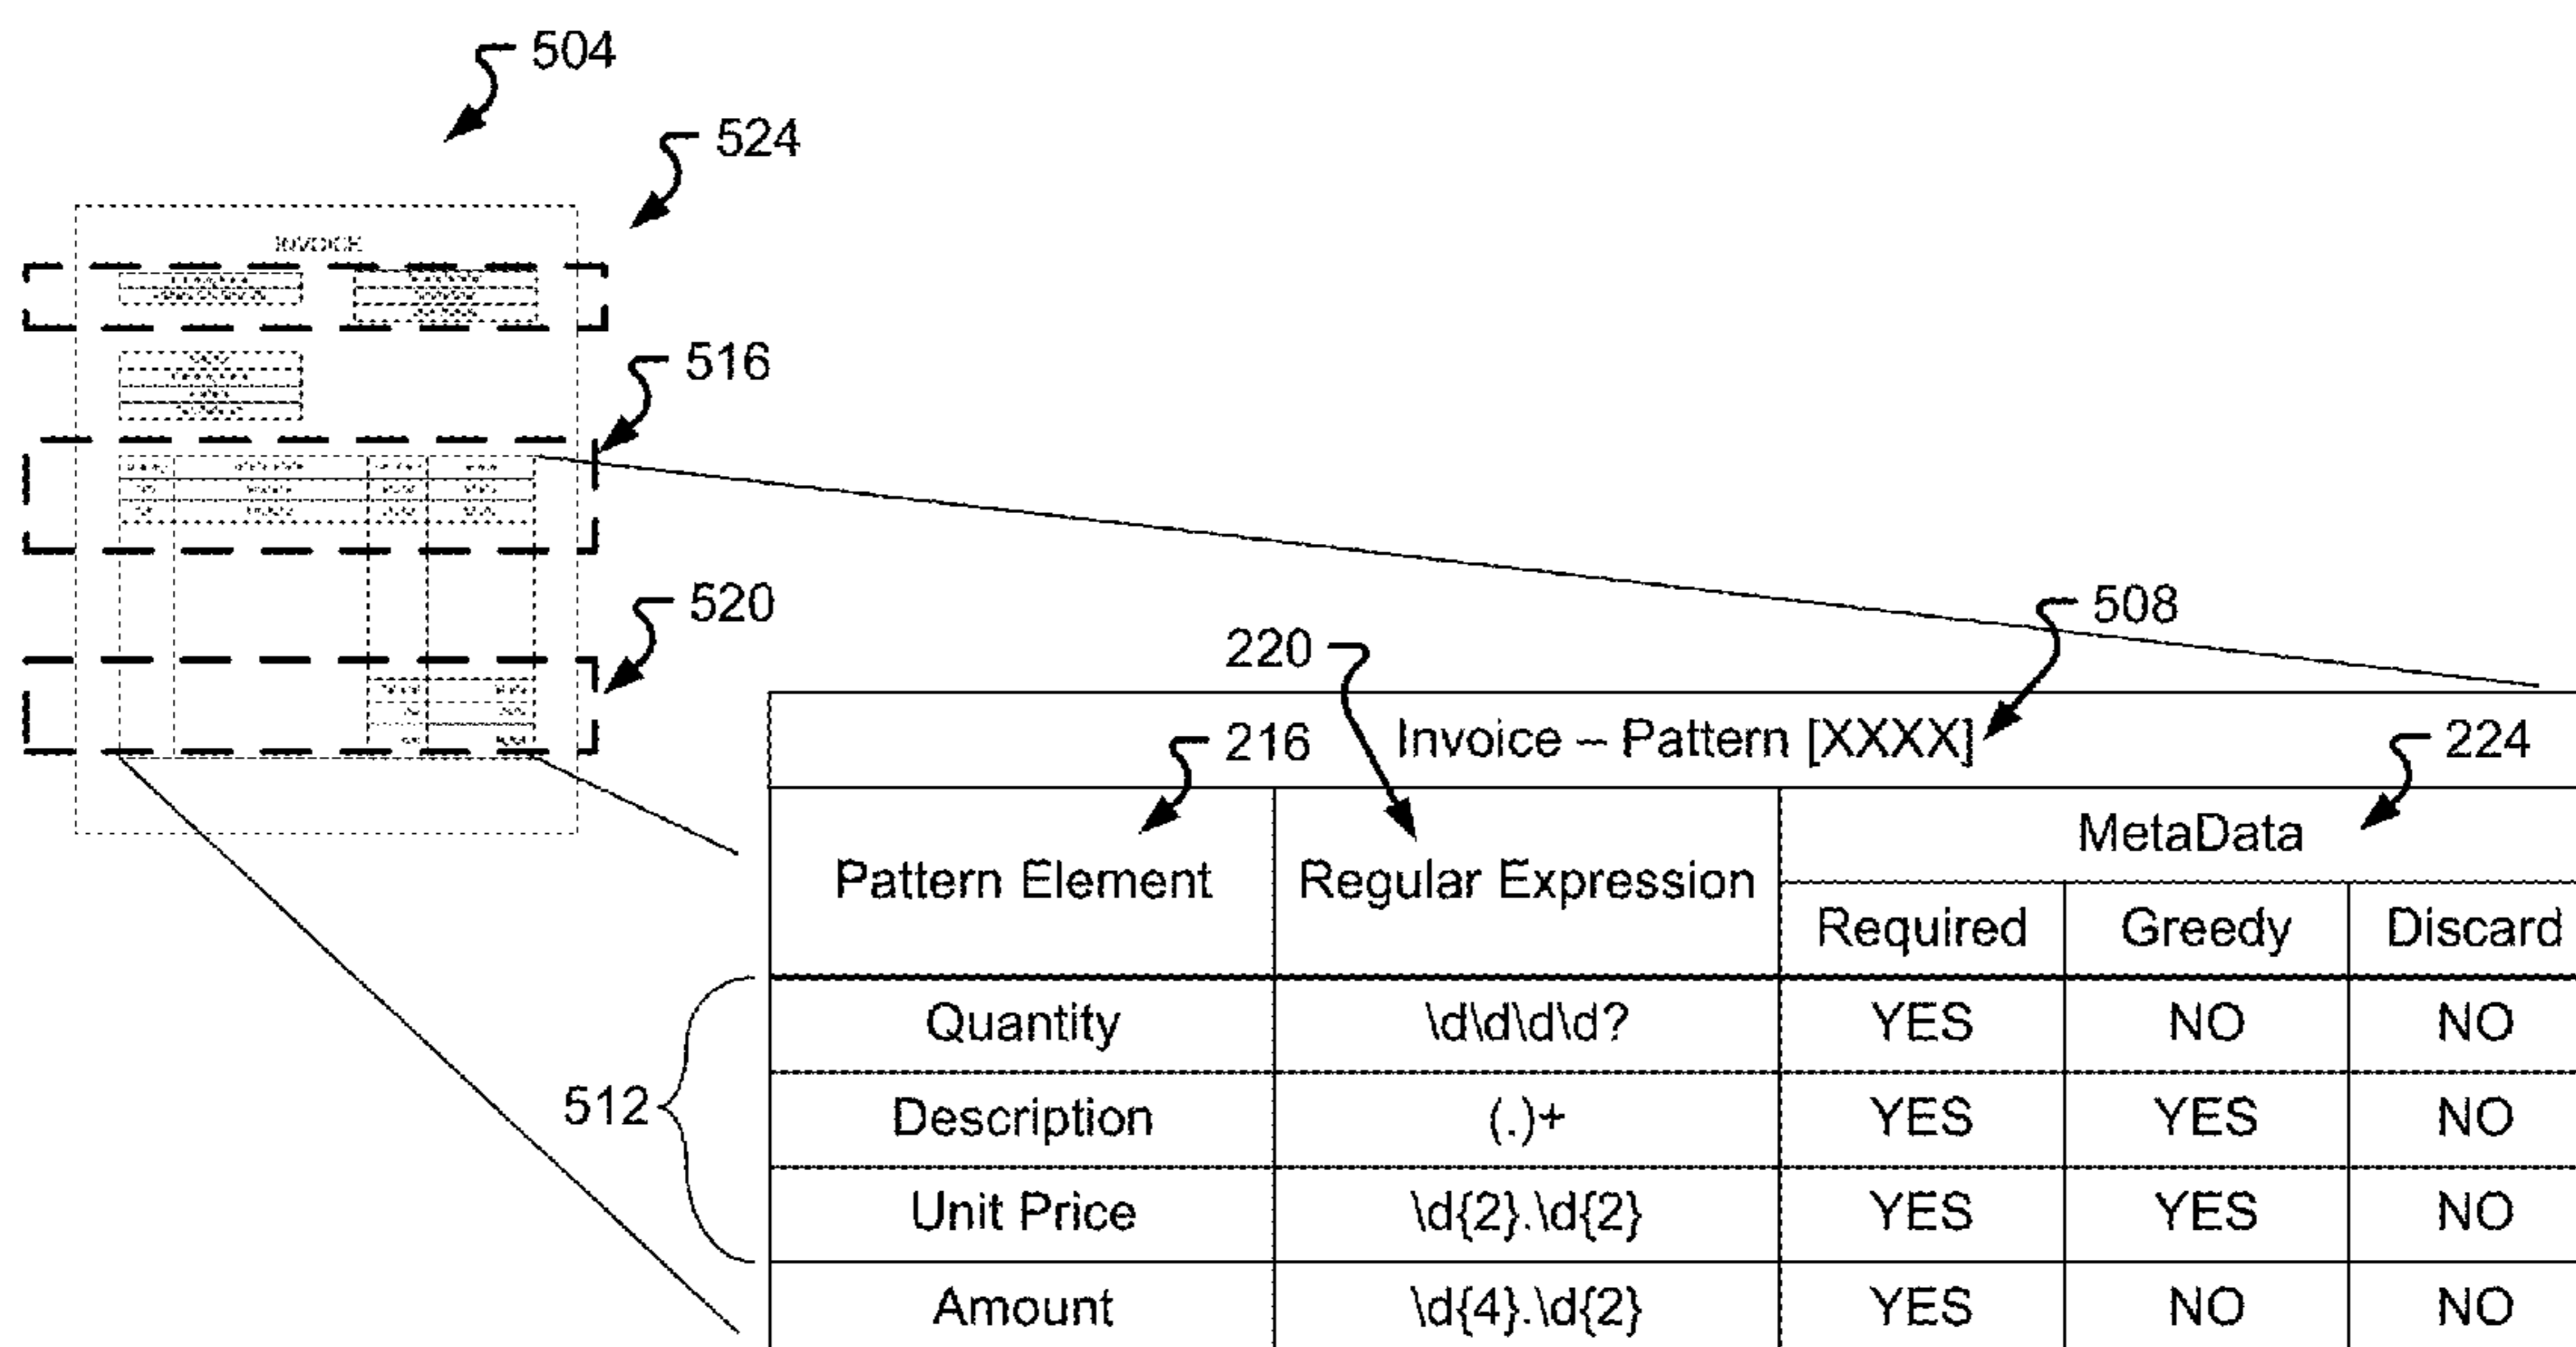 504
524
INVOICE
516
520
508
220
216
Invoice – Pattern [XXXX]
224
Pattern Element
Regular Expression
MetaData
Required
Greedy
Discard
512
Quantity
\d\d\d\d?
YES
NO
NO
Description
(.)+
YES
YES
NO
Unit Price
\d{2}.\d{2}
YES
YES
NO
Amount
\d{4}.\d{2}
YES
NO
NO